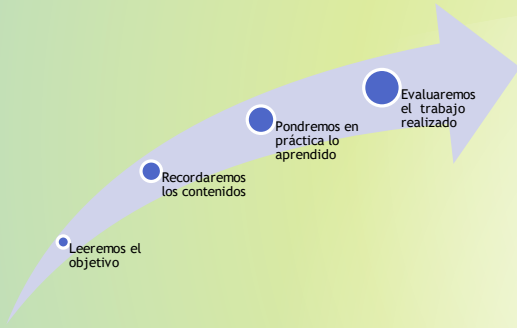 Leeremos el
objetivo
Recordaremos
los contenidos
Pondremos en
práctica lo
aprendido
Evaluaremos
el trabajo
realizado